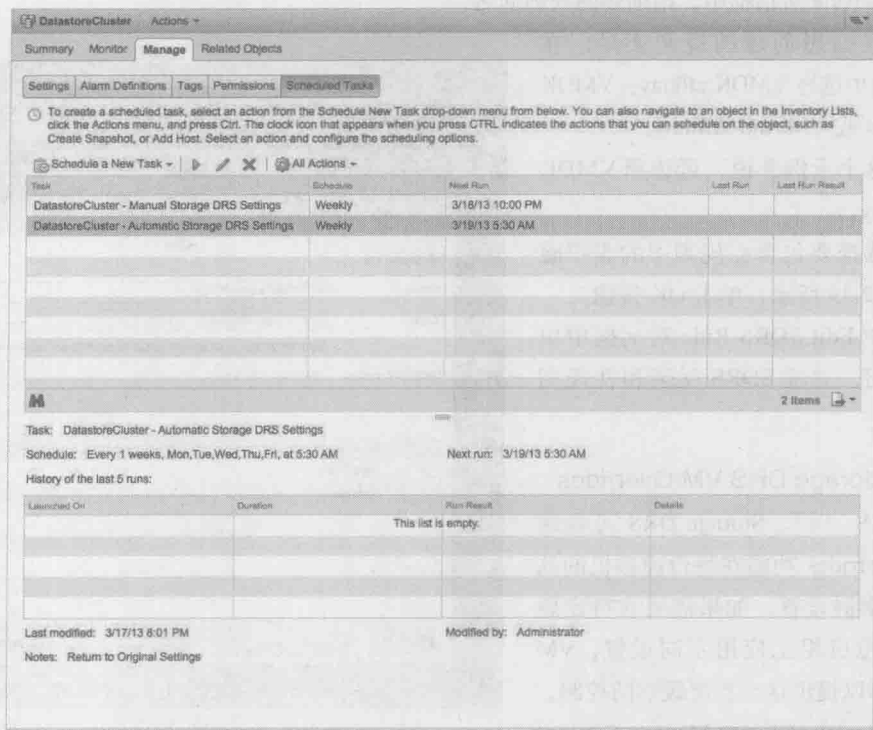 DatastoreCluster Actions
Summary Monitor Manage Related Objects
Settings Alarm Definitions Tags Permissions Scheduled Tasks
To create a scheduled task, select an action from the Schedule New Task drop-down menu from below. You can also navigate to an object in the Inventory Lists,
click the Actions menu, and press Ctrl. The clock icon that appears when you press CTRL indicates the actions that you can schedule on the object, such as
Create Snapshot, or Add Host. Select an action and configure the scheduling options.
Schedule a New Task All Actions
Task Schedule Next Run Last Run Last Run Result
DatastoreCluster - Manual Storage DRS Settings Weekly 3/18/13 10:00 PM
DatastoreCluster - Automatic Storage DRS Settings Weekly 3/19/13 5:30 AM
2 Items
Task: DatastoreCluster - Automatic Storage DRS Settings
Schedule: Every 1 weeks, Mon,Tue,Wed,Thu,Fri, at 5:30 AM Next run: 3/19/13 5:30 AM
History of the last 5 runs:
Launched On Duration Run Result Details
This list is empty.
Last modified: 3/17/13 8:01 PM Modified by: Administrator
Notes: Return to Original Settings